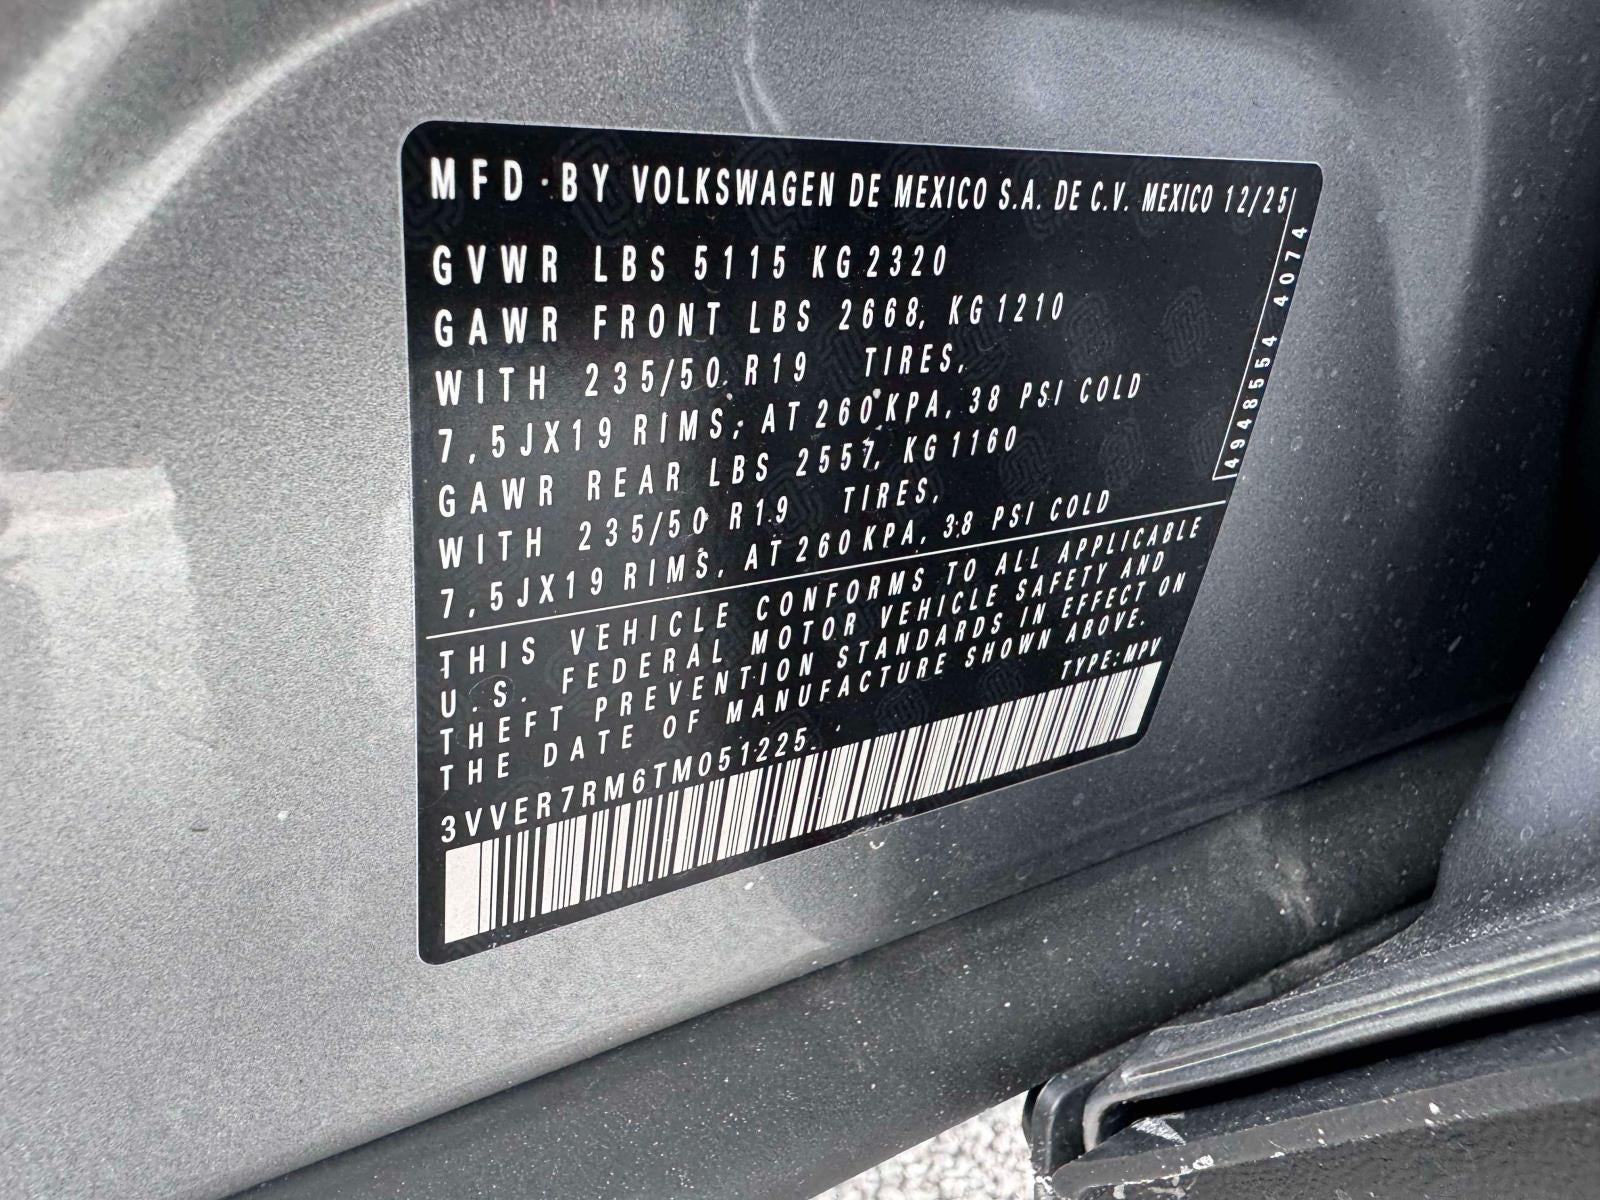 MFD · BY VOLKSWAGEN DE MEXICO S.A. DE C.V. MEXICO 12/25
GVWR LBS 5115 KG 2320
GAWR FRONT LBS 2668, KG 1210
WITH 235/50 R19 TIRES,
7,5JX19 RIMS, AT 260 KPA, 38 PSI COLD
GAWR REAR LBS 2557, KG 1160
WITH 235/50 R19 TIRES,
7,5JX19 RIMS, AT 260 KPA, 38 PSI COLD
4948554 4074
THIS VEHICLE CONFORMS TO ALL APPLICABLE
U.S. FEDERAL MOTOR VEHICLE SAFETY AND
THEFT PREVENTION STANDARDS IN EFFECT ON
THE DATE OF MANUFACTURE SHOWN ABOVE.
TYPE:MPV
3VVER7RM6TM051225